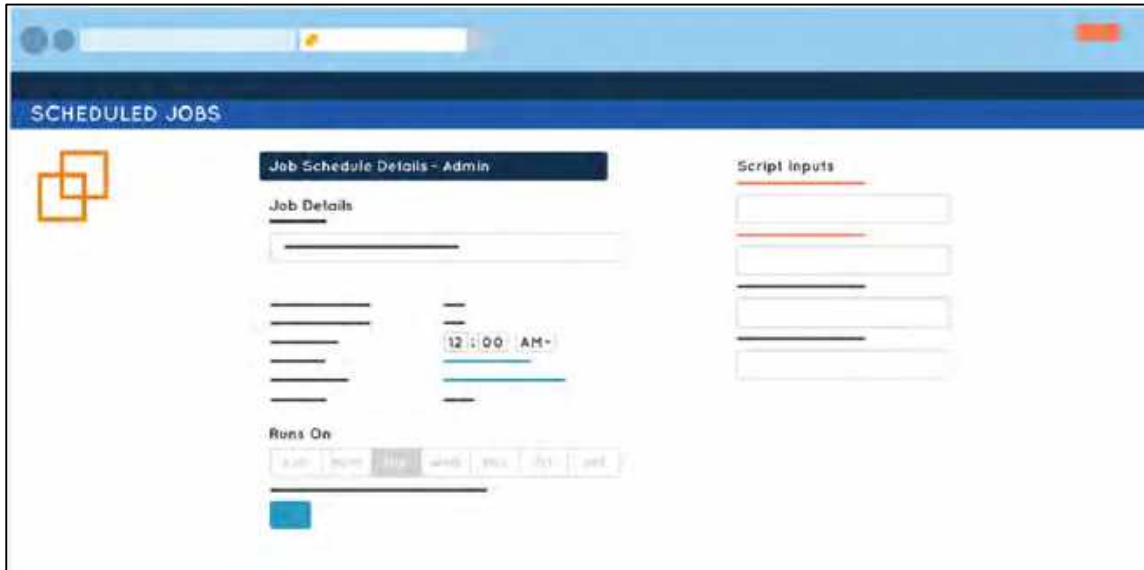 SCHEDULED JOBS
Job Schedule Details - Admin
Script Inputs
Job Details
12 : 00 AM
Runs On